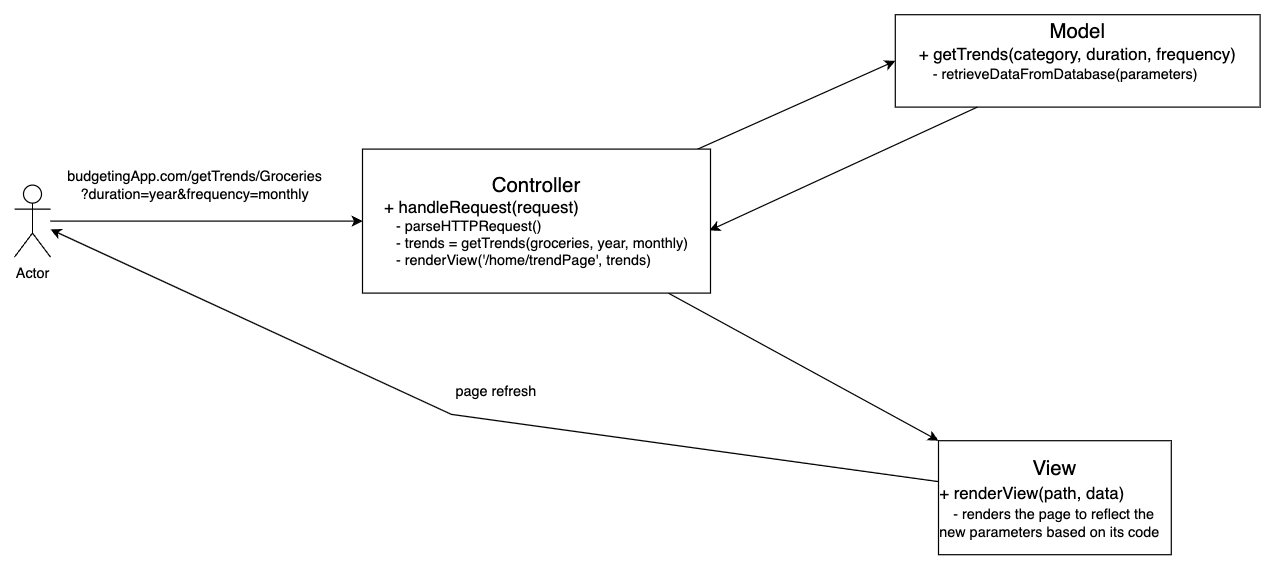 Model
+ getTrends(category, duration, frequency)
- retrieveDataFromDatabase(parameters)
budgetingApp.com/getTrends/Groceries
?duration=year&frequency=monthly
Actor
Controller
+ handleRequest(request)
- parseHTTPRequest()
- trends = getTrends(groceries, year, monthly)
- renderView('/home/trendPage', trends)
page refresh
View
+ renderView(path, data)
- renders the page to reflect the
new parameters based on its code